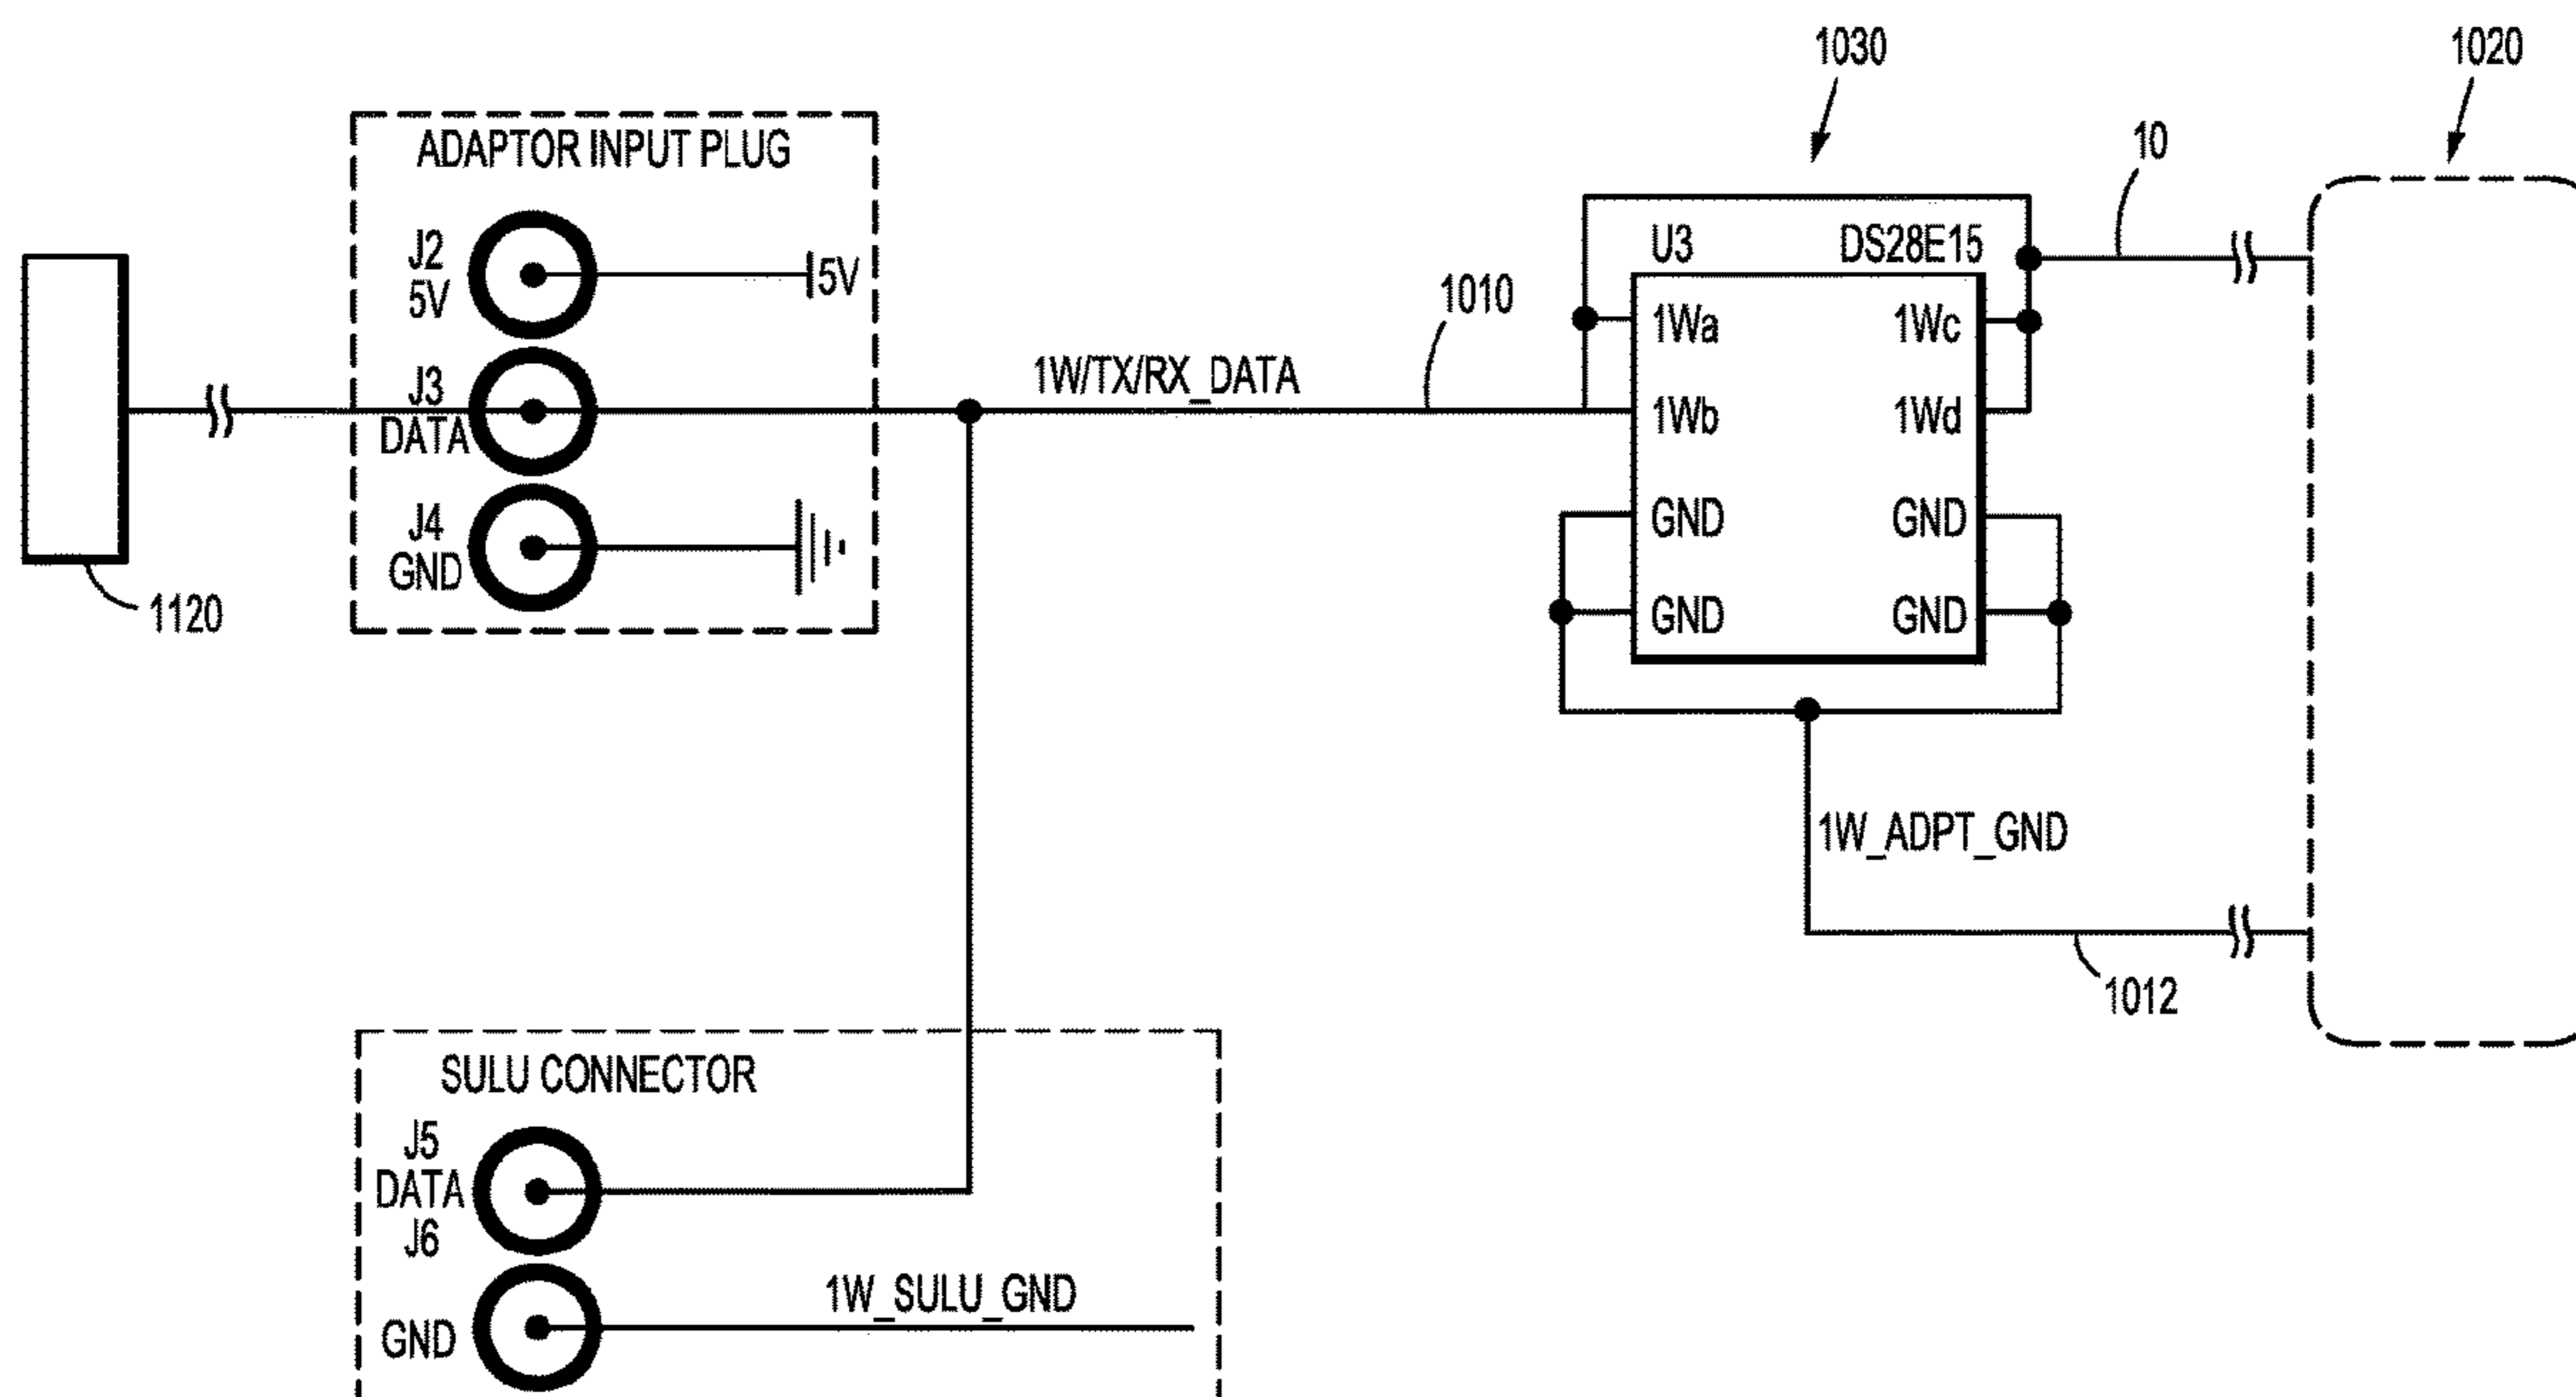 1030
1020
10
ADAPTOR INPUT PLUG
J2
5V
5V
J3
DATA
J4
GND
1120
1W/TX/RX_DATA
1010
U3 DS28E15
1Wa 1Wc
1Wb 1Wd
GND GND
GND GND
1W_ADPT_GND
1012
SULU CONNECTOR
J5
DATA
J6
GND
1W_SULU_GND